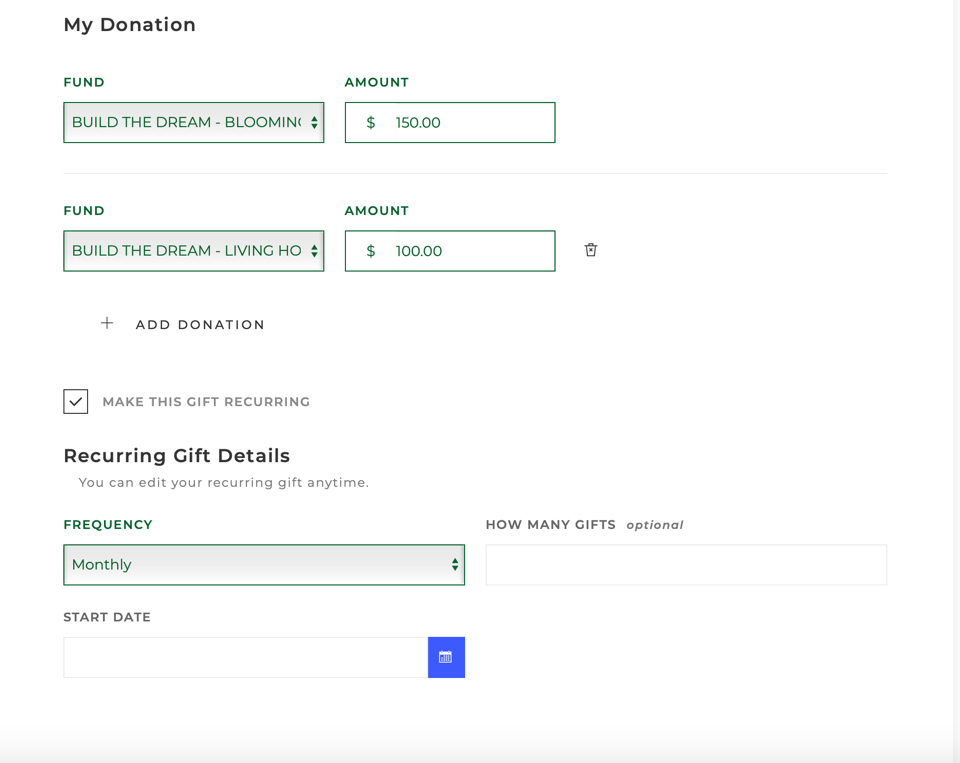 My Donation
FUND AMOUNT
BUILD THE DREAM - BLOOMING $ 150.00
FUND AMOUNT
BUILD THE DREAM - LIVING HO $ 100.00
ADD DONATION
MAKE THIS GIFT RECURRING
Recurring Gift Details
You can edit your recurring gift anytime.
FREQUENCY HOW MANY GIFTS optional
Monthly
START DATE